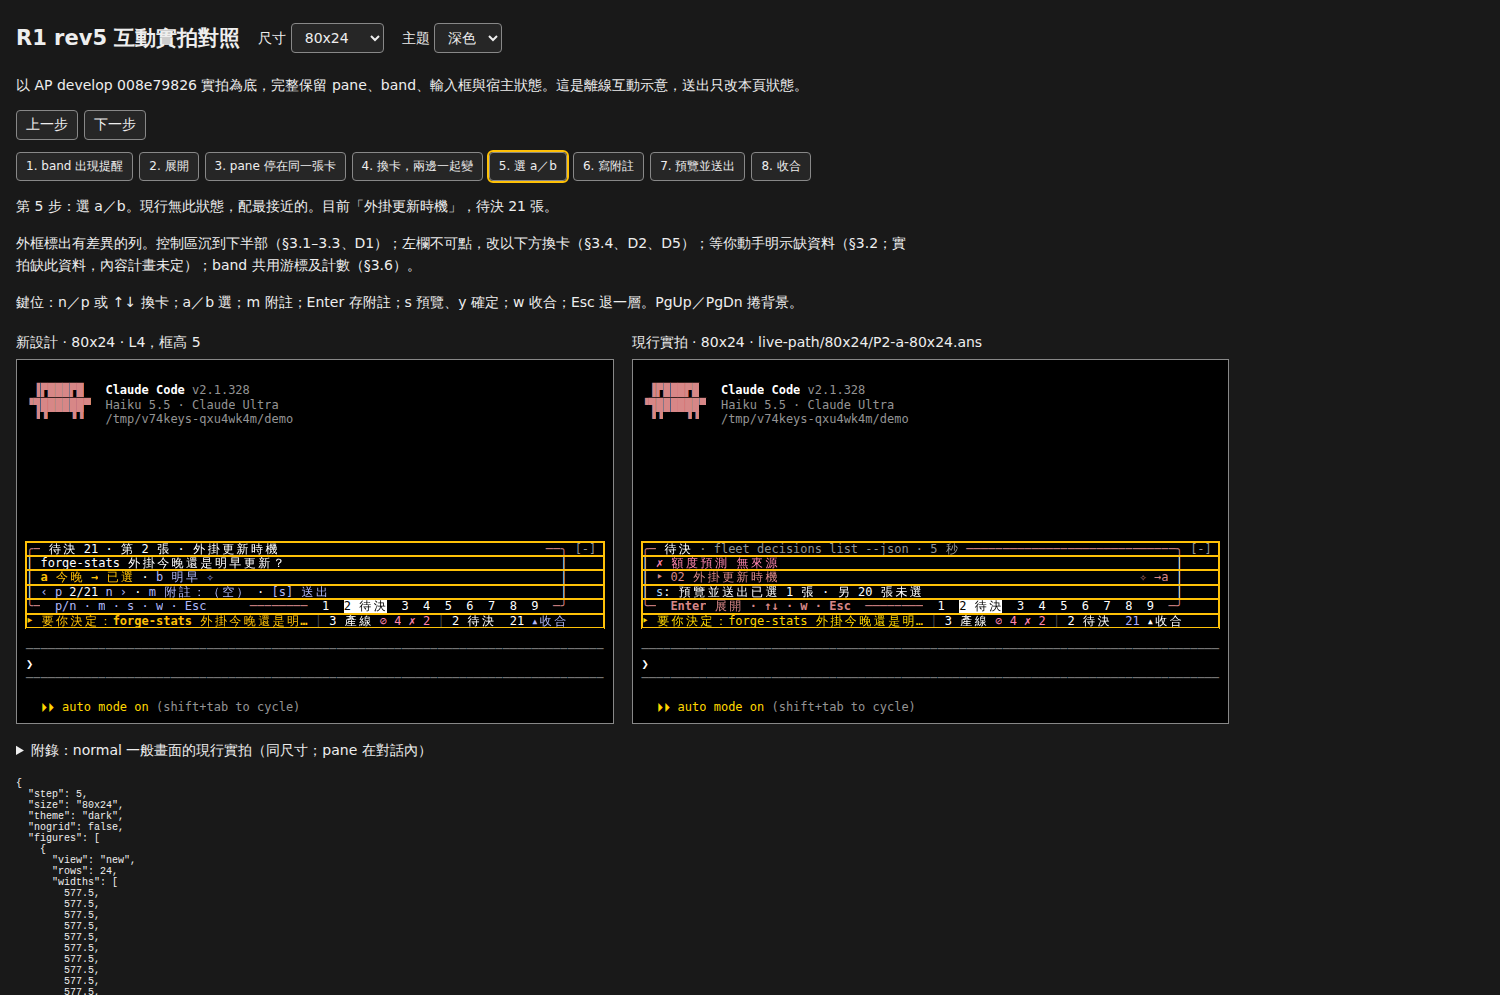 R1 rev5 互動實拍對照 尺寸 80x24 主題 深色
以 AP develop 008e79826 實拍為底，完整保留 pane、band、輸入框與宿主狀態。這是離線互動示意，送出只改本頁狀態。
上一步 下一步
1. band 出現提醒 2. 展開 3. pane 停在同一張卡 4. 換卡，兩邊一起變 5. 選 a／b 6. 寫附註 7. 預覽並送出 8. 收合
第 5 步：選 a／b。現行無此狀態，配最接近的。目前「外掛更新時機」，待決 21 張。
外框標出有差異的列。控制區沉到下半部（§3.1–3.3、D1）；左欄不可點，改以下方換卡（§3.4、D2、D5）；等你動手明示缺資料（§3.2；實
拍缺此資料，內容計畫未定）；band 共用游標及計數（§3.6）。
鍵位：n／p 或 ↑↓ 換卡；a／b 選；m 附註；Enter 存附註；s 預覽、y 確定；w 收合；Esc 退一層。PgUp／PgDn 捲背景。
新設計 · 80x24 · L4，框高 5
Claude Code v2.1.328
Haiku 5.5 · Claude Ultra
/tmp/v74keys-qxu4wk4m/demo
待決 21 · 第 2 張 · 外掛更新時機 [-]
forge-stats 外掛今晚還是明早更新？
a 今晚 → 已選 · b 明早 ✧
‹ p 2/21 n › · m 附註：（空） · [s] 送出
p/n · m · s · w · Esc 1 2 待決 3 4 5 6 7 8 9
▸ 要你決定：forge-stats 外掛今晚還是明… │ 3 產線 ⊘ 4 ✗ 2 │ 2 待決 21 ▴收合
❯
⏵⏵ auto mode on (shift+tab to cycle)
現行實拍 · 80x24 · live-path/80x24/P2-a-80x24.ans
Claude Code v2.1.328
Haiku 5.5 · Claude Ultra
/tmp/v74keys-qxu4wk4m/demo
待決 · fleet decisions list --json · 5 秒 [-]
✗ 額度預測 無來源
‣ 02 外掛更新時機 ✧ →a
s: 預覽並送出已選 1 張 · 另 20 張未選
Enter 展開 · ↑↓ · w · Esc 1 2 待決 3 4 5 6 7 8 9
▸ 要你決定：forge-stats 外掛今晚還是明… │ 3 產線 ⊘ 4 ✗ 2 │ 2 待決 21 ▴收合
❯
⏵⏵ auto mode on (shift+tab to cycle)
▶ 附錄：normal 一般畫面的現行實拍（同尺寸；pane 在對話內）
{
"step": 5,
"size": "80x24",
"theme": "dark",
"nogrid": false,
"figures": [
{
"view": "new",
"rows": 24,
"widths": [
577.5,
577.5,
577.5,
577.5,
577.5,
577.5,
577.5,
577.5,
577.5,
577.5,